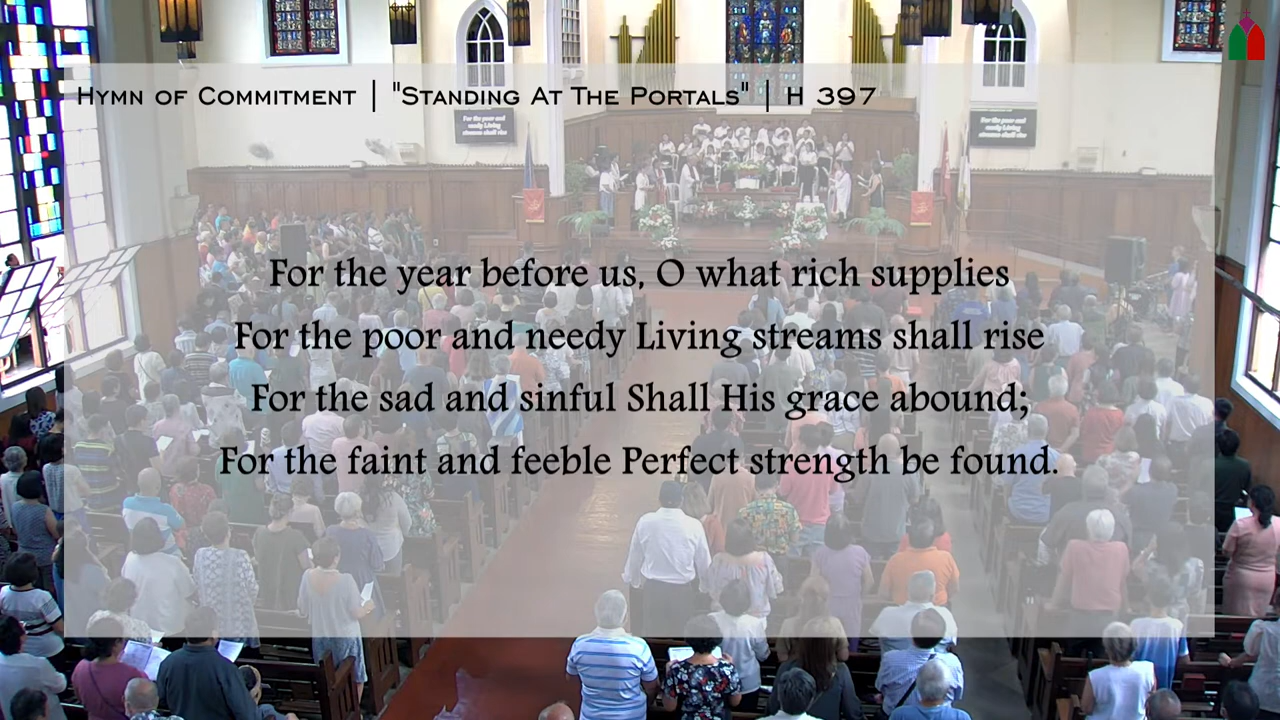 HYMN OF COMMITMENT | "STANDING AT THE PORTALS" | H 397
For the poor and
needy Living
streams shall rise
For the poor and
needy Living
streams shall rise
For the year before us, O what rich supplies
For the poor and needy Living streams shall rise
For the sad and sinful Shall His grace abound;
For the faint and feeble Perfect strength be found.